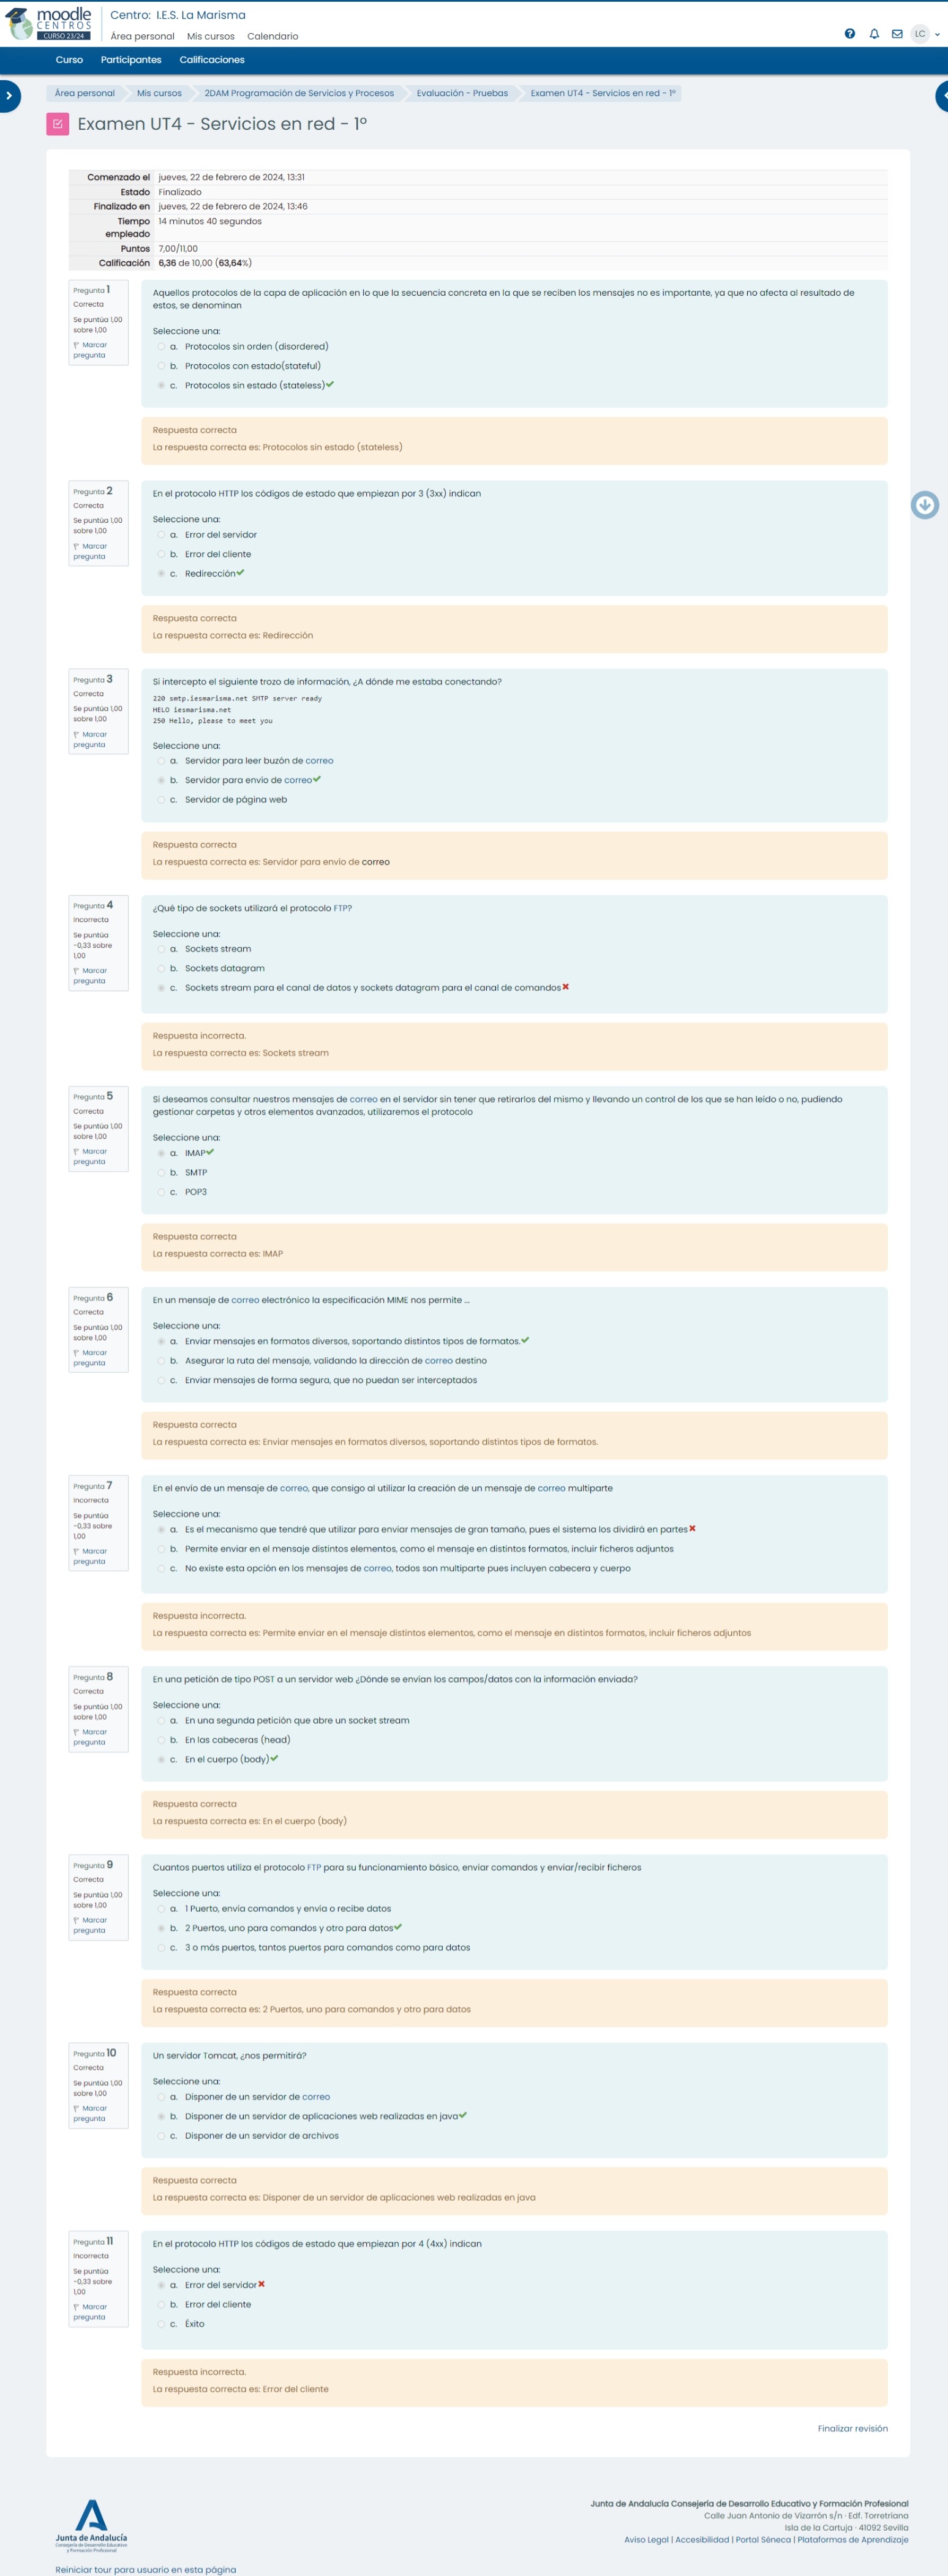 moodle
CENTROS
CURSO 23/24
Centro: I.E.S. La Marisma
Área personal Mis cursos Calendario
LC
Curso Participantes Calificaciones
Área personal Mis cursos 2DAM Programación de Servicios y Procesos Evaluación - Pruebas Examen UT4 - Servicios en red - 1º
Examen UT4 - Servicios en red - 1º
Comenzado el jueves, 22 de febrero de 2024, 13:31
Estado Finalizado
Finalizado en jueves, 22 de febrero de 2024, 13:46
Tiempo empleado 14 minutos 40 segundos
Puntos 7,00/11,00
Calificación 6,36 de 10,00 (63,64%)
Pregunta 1
Correcta
Se puntúa 1,00
sobre 1,00
Marcar
pregunta
Aquellos protocolos de la capa de aplicación en lo que la secuencia concreta en la que se reciben los mensajes no es importante, ya que no afecta al resultado de
estos, se denominan
Seleccione una:
a. Protocolos sin orden (disordered)
b. Protocolos con estado(stateful)
c. Protocolos sin estado (stateless)
Respuesta correcta
La respuesta correcta es: Protocolos sin estado (stateless)
Pregunta 2
Correcta
Se puntúa 1,00
sobre 1,00
Marcar
pregunta
En el protocolo HTTP los códigos de estado que empiezan por 3 (3xx) indican
Seleccione una:
a. Error del servidor
b. Error del cliente
c. Redirección
Respuesta correcta
La respuesta correcta es: Redirección
Pregunta 3
Correcta
Se puntúa 1,00
sobre 1,00
Marcar
pregunta
Si intercepto el siguiente trozo de información, ¿A dónde me estaba conectando?
220 smtp.iesmarisma.net SMTP server ready
HELO iesmarisma.net
250 Hello, please to meet you
Seleccione una:
a. Servidor para leer buzón de correo
b. Servidor para envío de correo
c. Servidor de página web
Respuesta correcta
La respuesta correcta es: Servidor para envío de correo
Pregunta 4
Incorrecta
Se puntúa
-0,33 sobre
1,00
Marcar
pregunta
¿Qué tipo de sockets utilizará el protocolo FTP?
Seleccione una:
a. Sockets stream
b. Sockets datagram
c. Sockets stream para el canal de datos y sockets datagram para el canal de comandos
Respuesta incorrecta.
La respuesta correcta es: Sockets stream
Pregunta 5
Correcta
Se puntúa 1,00
sobre 1,00
Marcar
pregunta
Si deseamos consultar nuestros mensajes de correo en el servidor sin tener que retirarlos del mismo y llevando un control de los que se han leído o no, pudiendo
gestionar carpetas y otros elementos avanzados, utilizaremos el protocolo
Seleccione una:
a. IMAP
b. SMTP
c. POP3
Respuesta correcta
La respuesta correcta es: IMAP
Pregunta 6
Correcta
Se puntúa 1,00
sobre 1,00
Marcar
pregunta
En un mensaje de correo electrónico la especificación MIME nos permite ...
Seleccione una:
a. Enviar mensajes en formatos diversos, soportando distintos tipos de formatos.
b. Asegurar la ruta del mensaje, validando la dirección de correo destino
c. Enviar mensajes de forma segura, que no puedan ser interceptados
Respuesta correcta
La respuesta correcta es: Enviar mensajes en formatos diversos, soportando distintos tipos de formatos.
Pregunta 7
Incorrecta
Se puntúa
-0,33 sobre
1,00
Marcar
pregunta
En el envío de un mensaje de correo, que consigo al utilizar la creación de un mensaje de correo multiparte
Seleccione una:
a. Es el mecanismo que tendré que utilizar para enviar mensajes de gran tamaño, pues el sistema los dividirá en partes
b. Permite enviar en el mensaje distintos elementos, como el mensaje en distintos formatos, incluir ficheros adjuntos
c. No existe esta opción en los mensajes de correo, todos son multiparte pues incluyen cabecera y cuerpo
Respuesta incorrecta.
La respuesta correcta es: Permite enviar en el mensaje distintos elementos, como el mensaje en distintos formatos, incluir ficheros adjuntos
Pregunta 8
Correcta
Se puntúa 1,00
sobre 1,00
Marcar
pregunta
En una petición de tipo POST a un servidor web ¿Dónde se envían los campos/datos con la información enviada?
Seleccione una:
a. En una segunda petición que abre un socket stream
b. En las cabeceras (head)
c. En el cuerpo (body)
Respuesta correcta
La respuesta correcta es: En el cuerpo (body)
Pregunta 9
Correcta
Se puntúa 1,00
sobre 1,00
Marcar
pregunta
Cuantos puertos utiliza el protocolo FTP para su funcionamiento básico, enviar comandos y enviar/recibir ficheros
Seleccione una:
a. 1 Puerto, envía comandos y envía o recibe datos
b. 2 Puertos, uno para comandos y otro para datos
c. 3 o más puertos, tantos puertos para comandos como para datos
Respuesta correcta
La respuesta correcta es: 2 Puertos, uno para comandos y otro para datos
Pregunta 10
Correcta
Se puntúa 1,00
sobre 1,00
Marcar
pregunta
Un servidor Tomcat, ¿nos permitirá?
Seleccione una:
a. Disponer de un servidor de correo
b. Disponer de un servidor de aplicaciones web realizadas en java
c. Disponer de un servidor de archivos
Respuesta correcta
La respuesta correcta es: Disponer de un servidor de aplicaciones web realizadas en java
Pregunta 11
Incorrecta
Se puntúa
-0,33 sobre
1,00
Marcar
pregunta
En el protocolo HTTP los códigos de estado que empiezan por 4 (4xx) indican
Seleccione una:
a. Error del servidor
b. Error del cliente
c. Éxito
Respuesta incorrecta.
La respuesta correcta es: Error del cliente
Finalizar revisión
Junta de Andalucía
Consejería de Desarrollo Educativo
y Formación Profesional
Junta de Andalucía Consejería de Desarrollo Educativo y Formación Profesional
Calle Juan Antonio de Vizarrón s/n · Edf. Torretriana
Isla de la Cartuja · 41092 Sevilla
Aviso Legal | Accesibilidad | Portal Séneca | Plataformas de Aprendizaje
Reiniciar tour para usuario en esta página